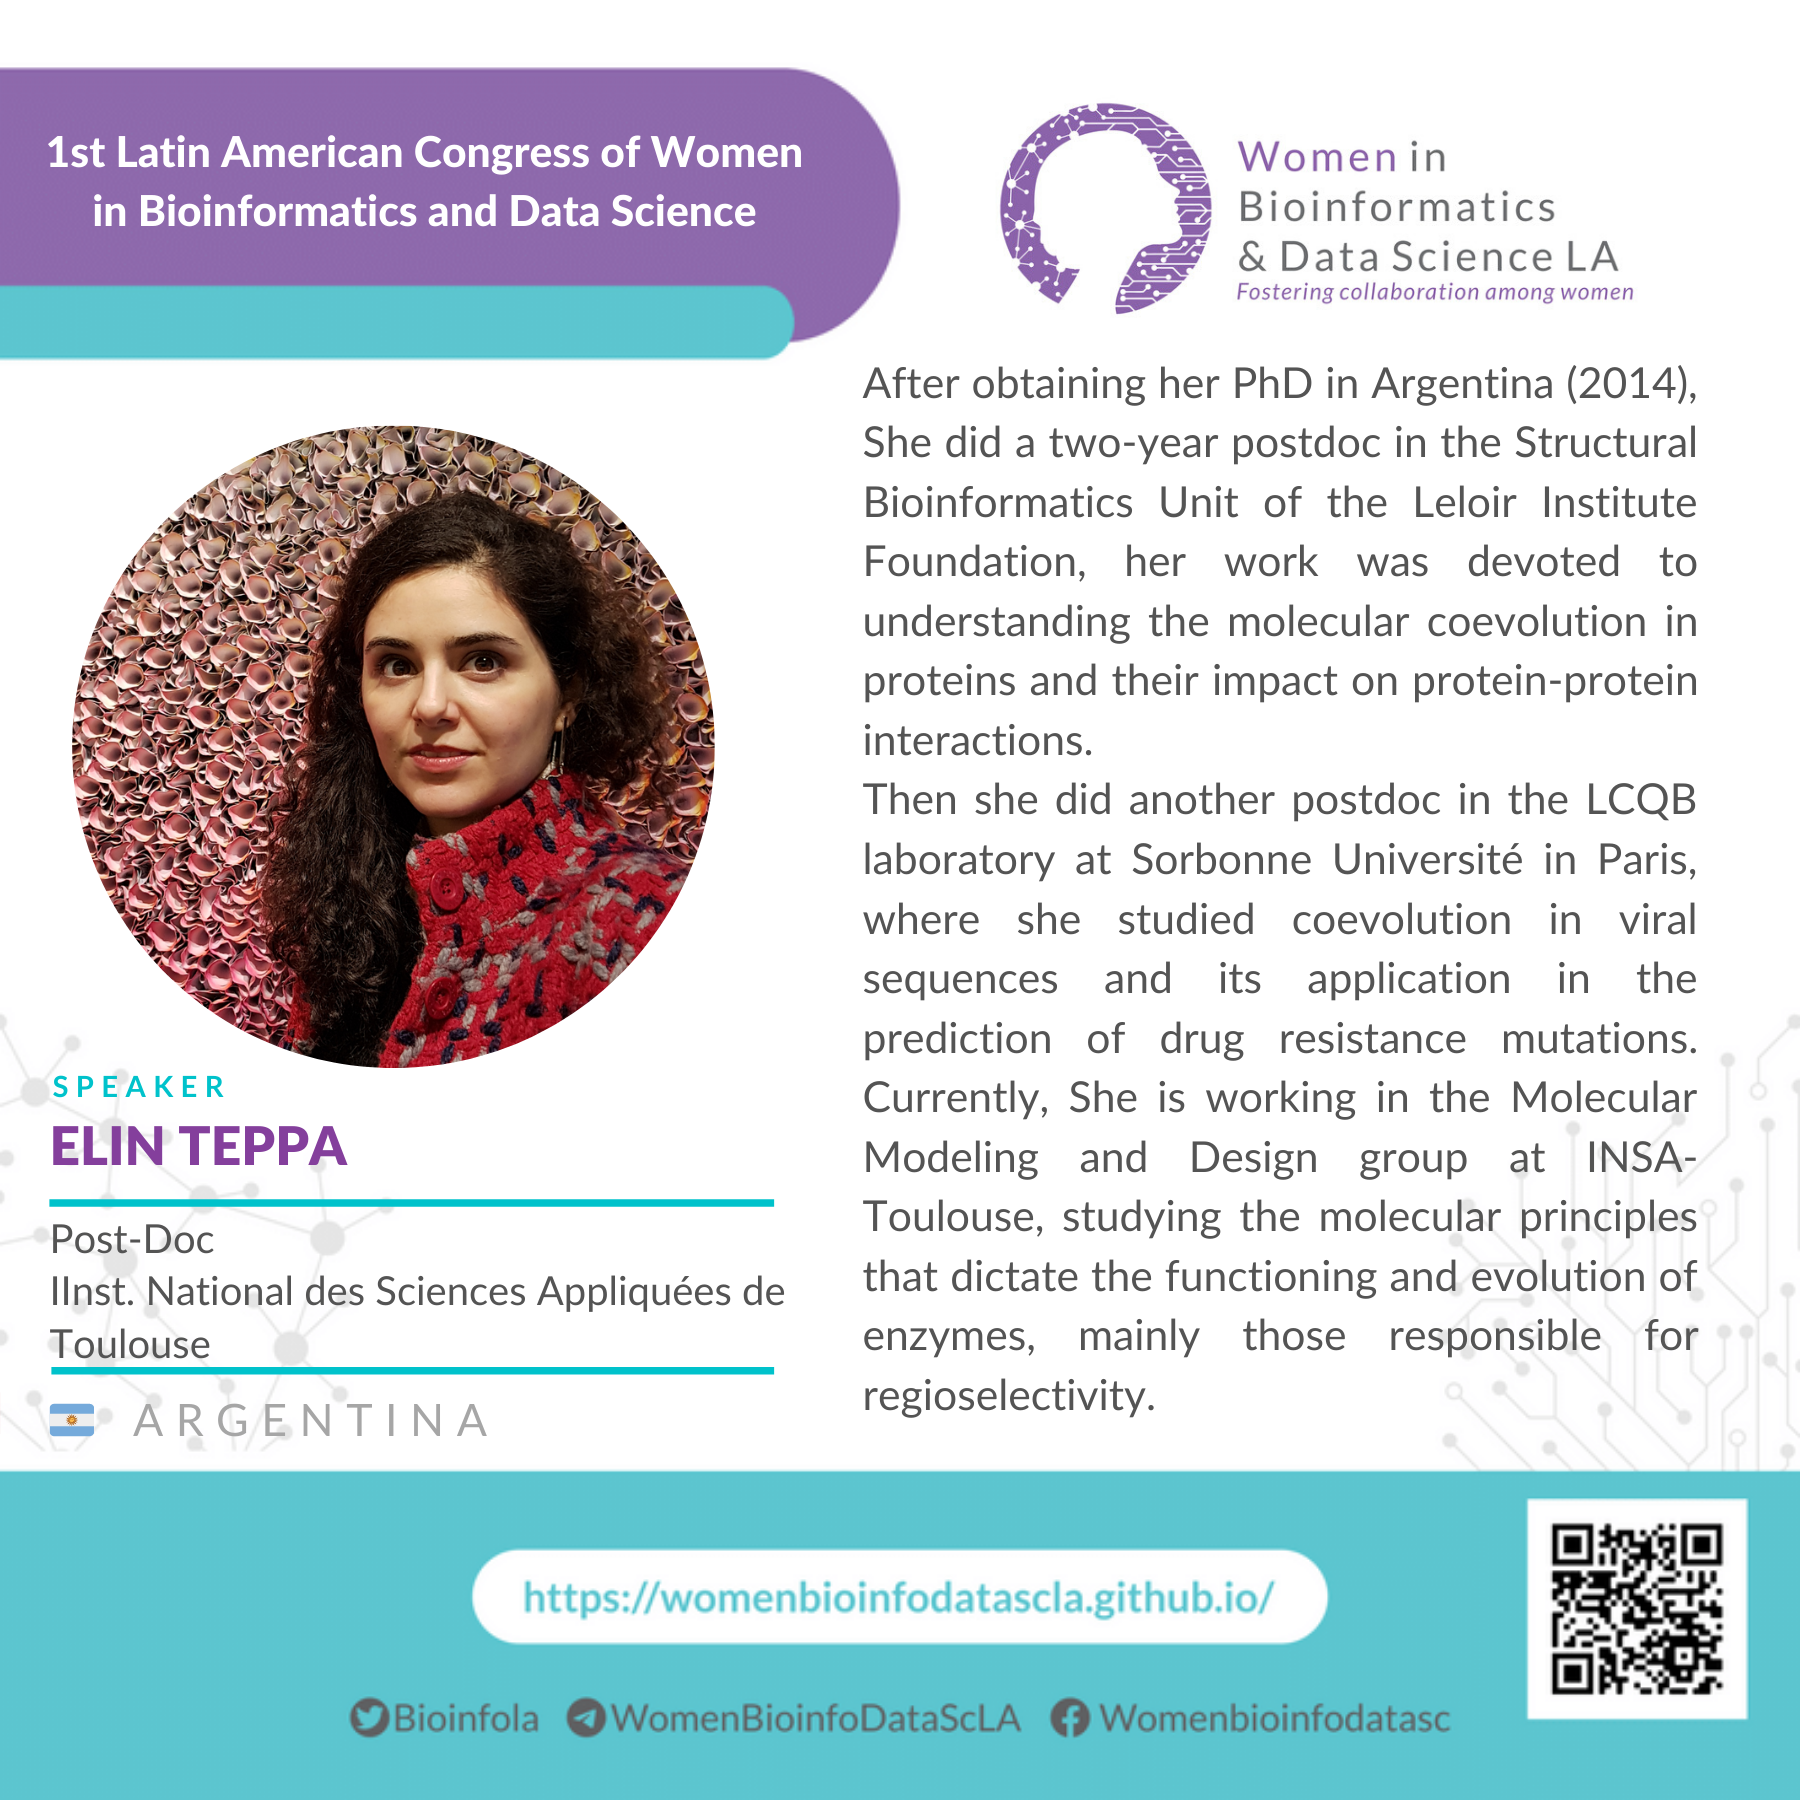 1st Latin American Congress of Women
in Bioinformatics and Data Science
Women in
Bioinformatics
& Data Science LA
Fostering collaboration among women
After obtaining her PhD in Argentina (2014),
She did a two-year postdoc in the Structural
Bioinformatics Unit of the Leloir Institute
Foundation, her work was devoted to
understanding the molecular coevolution in
proteins and their impact on protein-protein
interactions.
Then she did another postdoc in the LCQB
laboratory at Sorbonne Université in Paris,
where she studied coevolution in viral
sequences and its application in the
prediction of drug resistance mutations.
Currently, She is working in the Molecular
Modeling and Design group at INSA-
Toulouse, studying the molecular principles
that dictate the functioning and evolution of
enzymes, mainly those responsible for
regioselectivity.
SPEAKER
ELIN TEPPA
Post-Doc
IInst. National des Sciences Appliquées de
Toulouse
ARGENTINA
https://womenbioinfodatascla.github.io/
Bioinfola WomenBioinfoDataScLA Womenbioinfodatasc